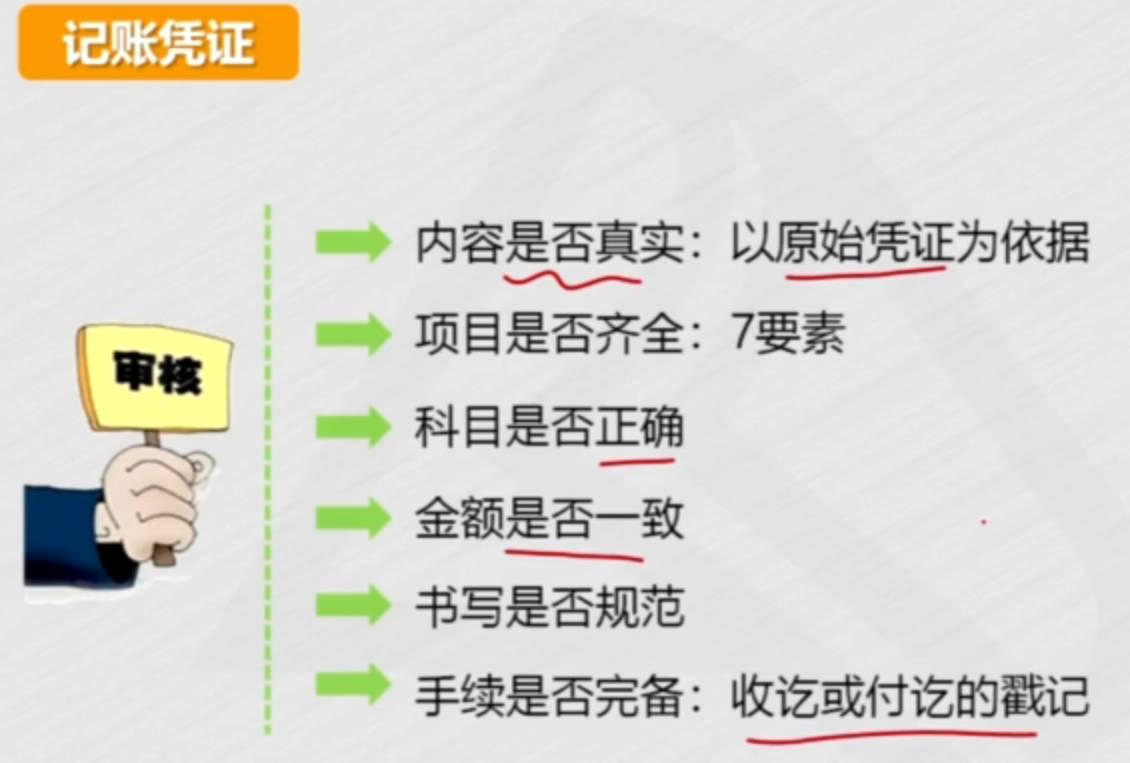 记账凭证
审核
内容是否真实：以原始凭证为依据
项目是否齐全：7要素
科目是否正确
金额是否一致
书写是否规范
手续是否完备：收讫或付讫的戳记